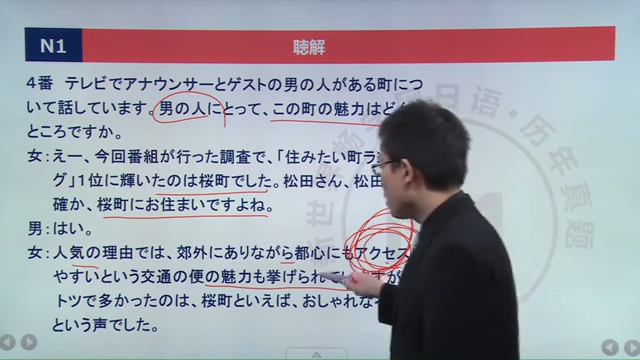 N1
聴解
4番 テレビでアナウンサーとゲストの男の人がある町につ
いて話しています。男の人にとって、この町の魅力はど
ところですか。
女：えー、今回番組が行った調査で、「住みたい町
グ」1位に輝いたのは桜町でした。松田さん、松田
確か、桜町にお住まいですよね。
男：はい。
女：人気の理由では、郊外にありながら都心にもアクセス
やすいという交通の便の魅力も挙げられて
トツで多かったのは、桜町といえば、おしゃれな
という声でした。
日语·历年真题